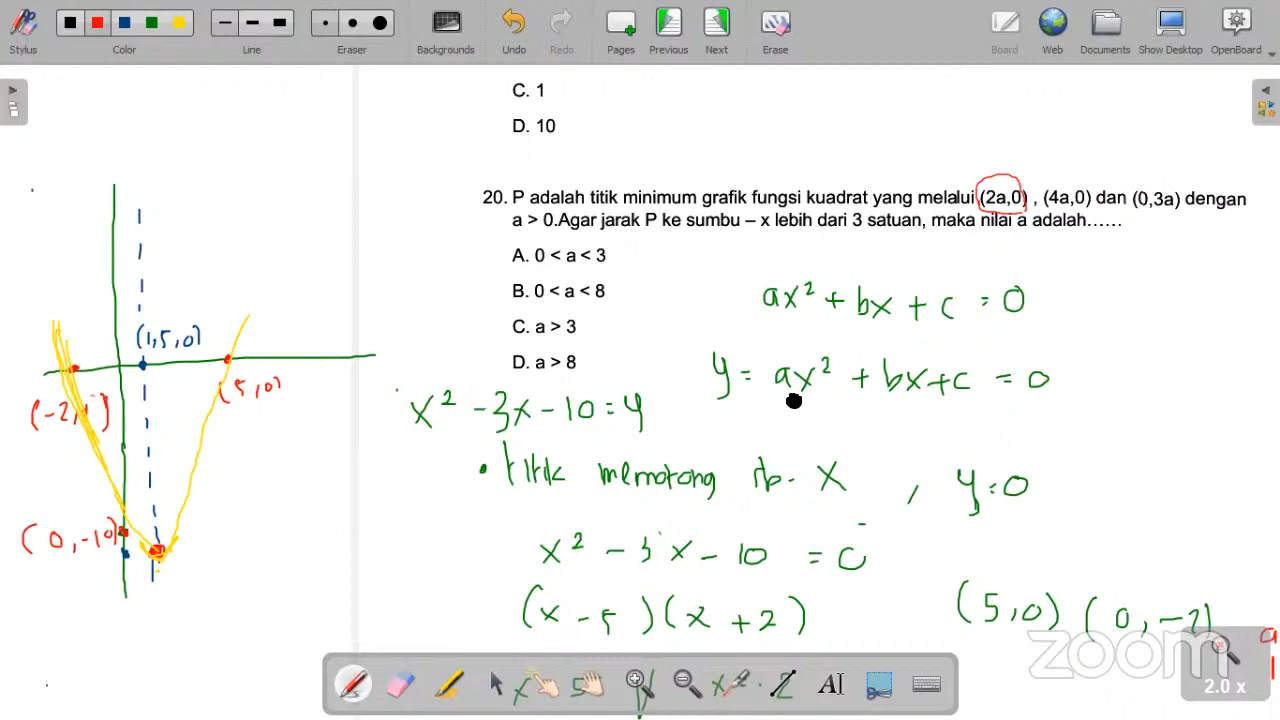 Stylus
Color
Line
Eraser
Backgrounds
Undo
Redo
Pages
Previous
Next
Erase
Board
Web
Documents
Show Desktop
OpenBoard
C. 1
D. 10
20. P adalah titik minimum grafik fungsi kuadrat yang melalui (2a,0) , (4a,0) dan (0,3a) dengan
a > 0.Agar jarak P ke sumbu – x lebih dari 3 satuan, maka nilai a adalah……
A. 0 < a < 3
B. 0 < a < 8
C. a > 3
D. a > 8
ax² + bx + c = 0
y = ax² + bx + c = 0
x² - 3x - 10 = y
• titik memotong sb. X , y = 0
x² - 3x - 10 = 0
(x - 5)(x + 2)
(5,0) (0,-2)
(1,5,0)
(5,0)
(0,-10)
zoom
2.0 x